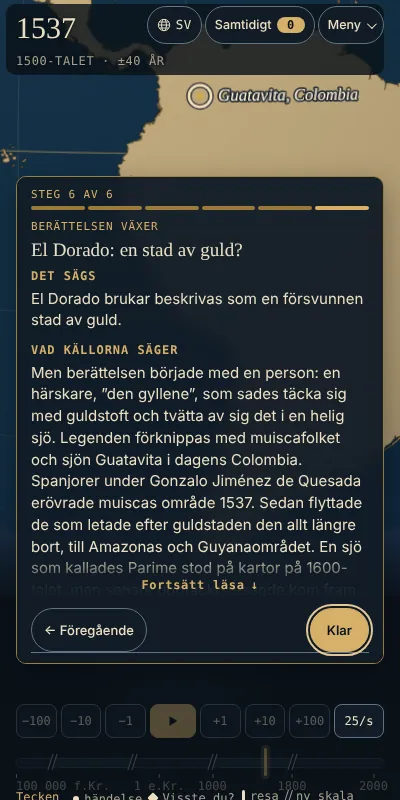 1537
SV
Samtidigt 0
Meny
1500-TALET · ±40 ÅR
Guatavita, Colombia
STEG 6 AV 6
BERÄTTELSEN VÄXER
El Dorado: en stad av guld?
DET SÄGS
El Dorado brukar beskrivas som en försvunnen
stad av guld.
VAD KÄLLORNA SÄGER
Men berättelsen började med en person: en
härskare, ”den gyllene”, som sades täcka sig
med guldstoft och tvätta av sig det i en helig
sjö. Legenden förknippas med muiscafolket
och sjön Guatavita i dagens Colombia.
Spanjorer under Gonzalo Jiménez de Quesada
erövrade muiscas område 1537. Sedan flyttade
de som letade efter guldstaden den allt längre
bort, till Amazonas och Guyanaområdet. En sjö
som kallades Parime stod på kartor på 1600-
Fortsätt läsa ↓
← Föregående
Klar
−100
−10
−1
▶
+1
+10
+100
25/s
100 000 f.Kr.
1 e.Kr.
1000
1800
2000
Tecken
händelse
Visste du?
resa
// ny skala